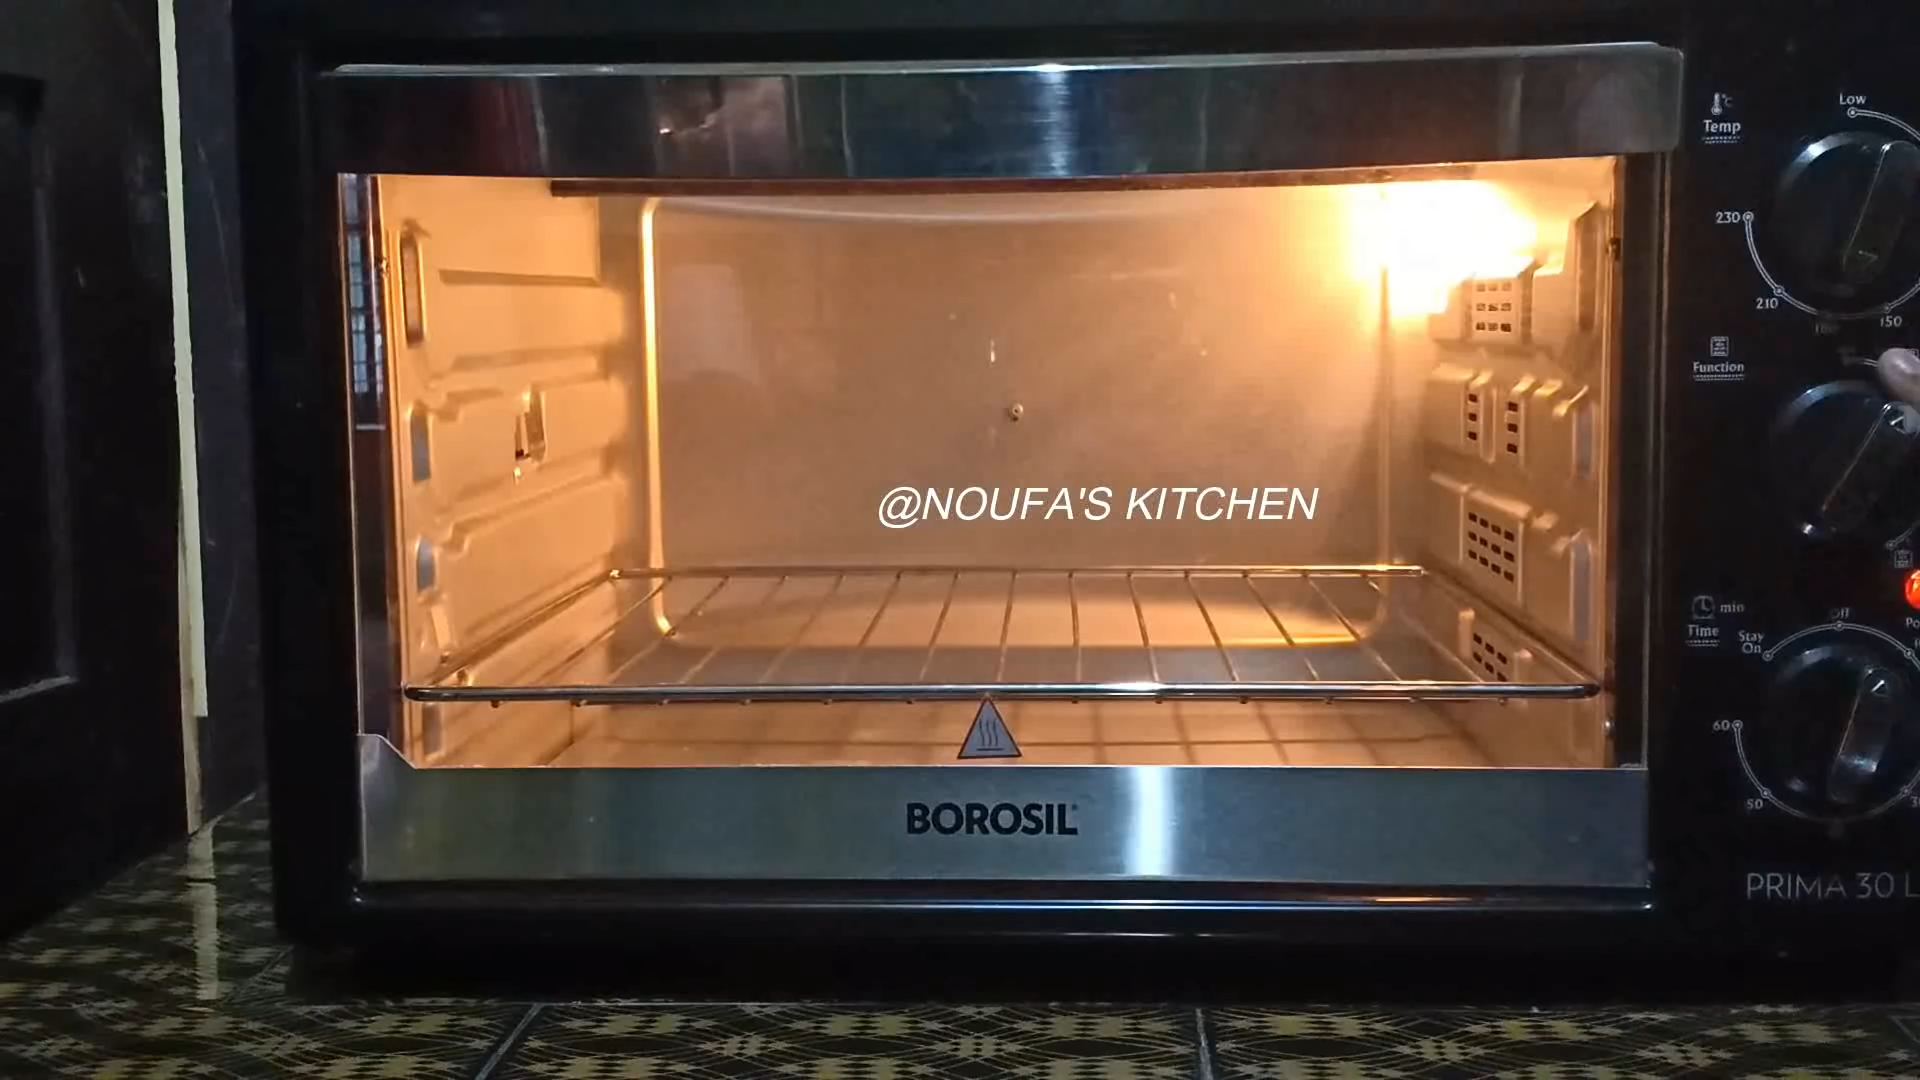 Low
°C
Temp
230
210
150
Function
@NOUFA'S KITCHEN
min
Time
Off
Stay
On
60
50
BOROSIL
PRIMA 30 L